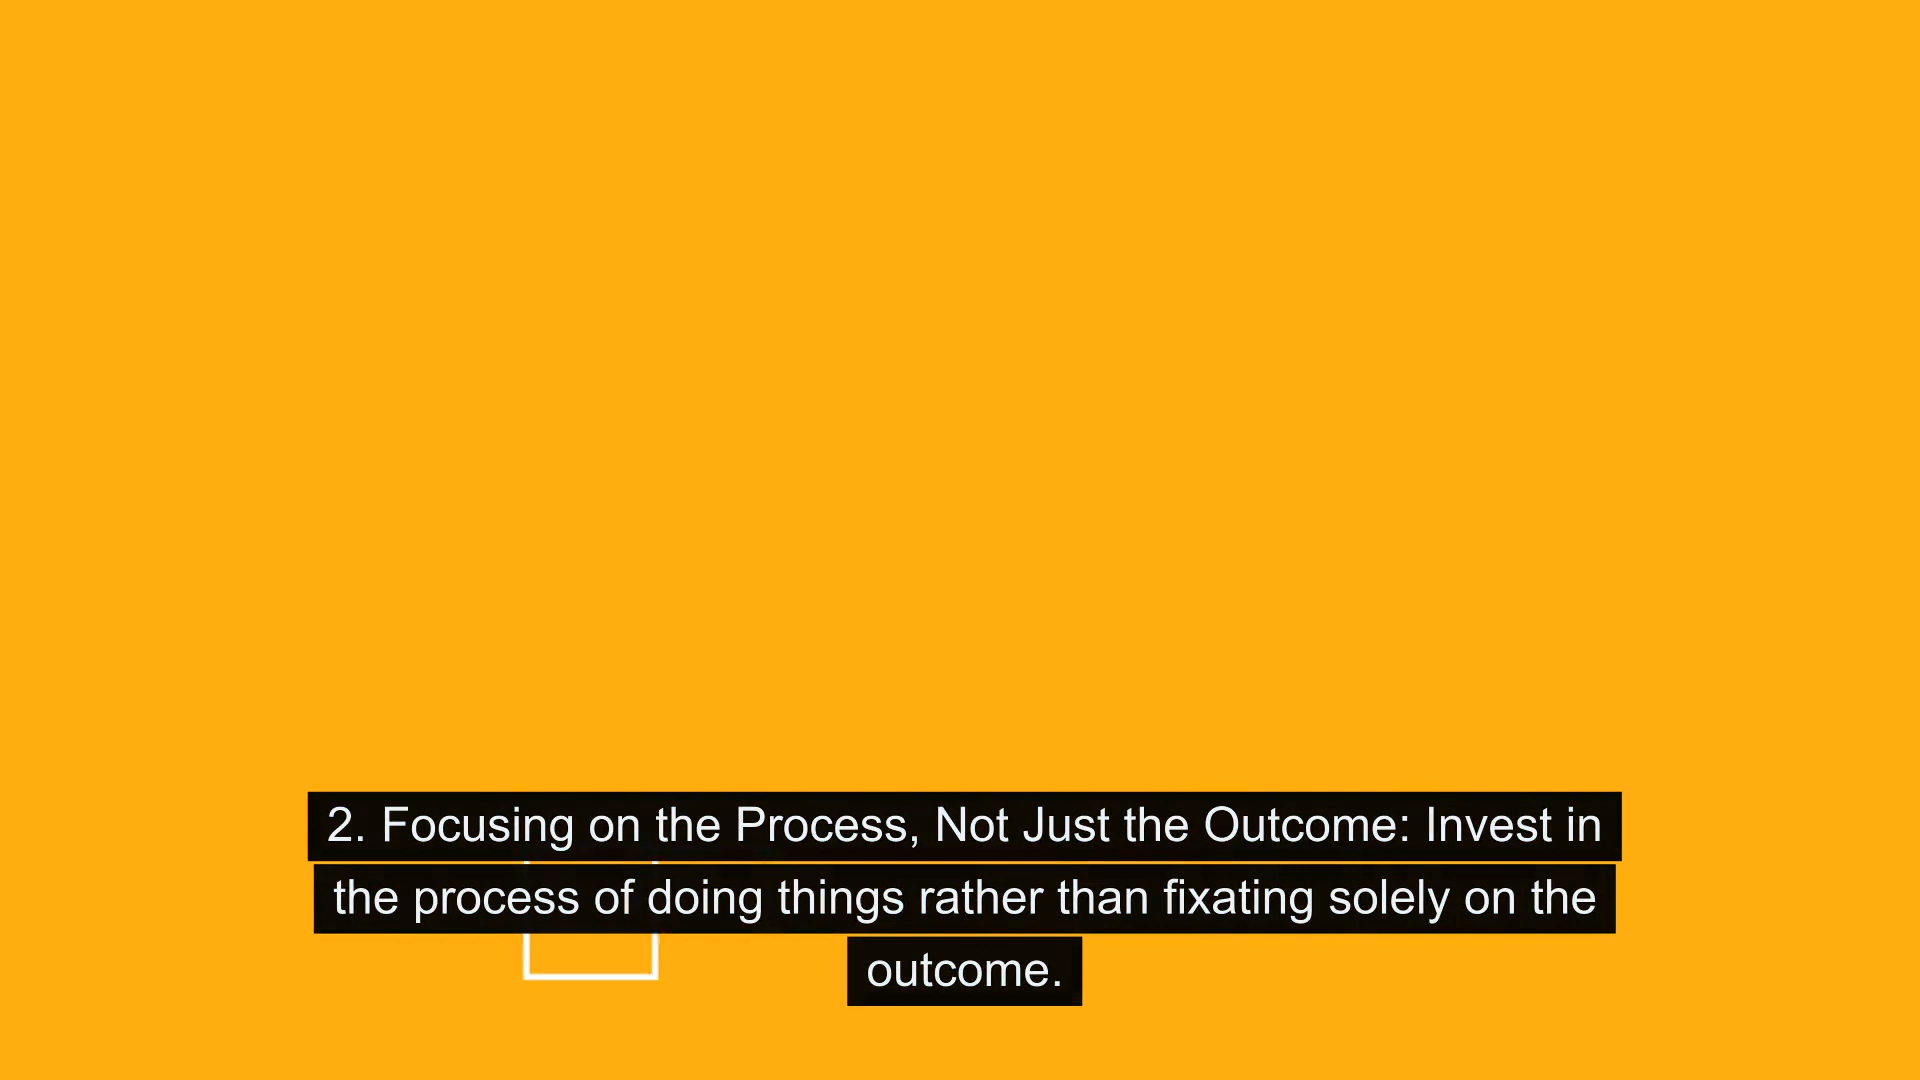 2. Focusing on the Process, Not Just the Outcome: Invest in
the process of doing things rather than fixating solely on the
outcome.